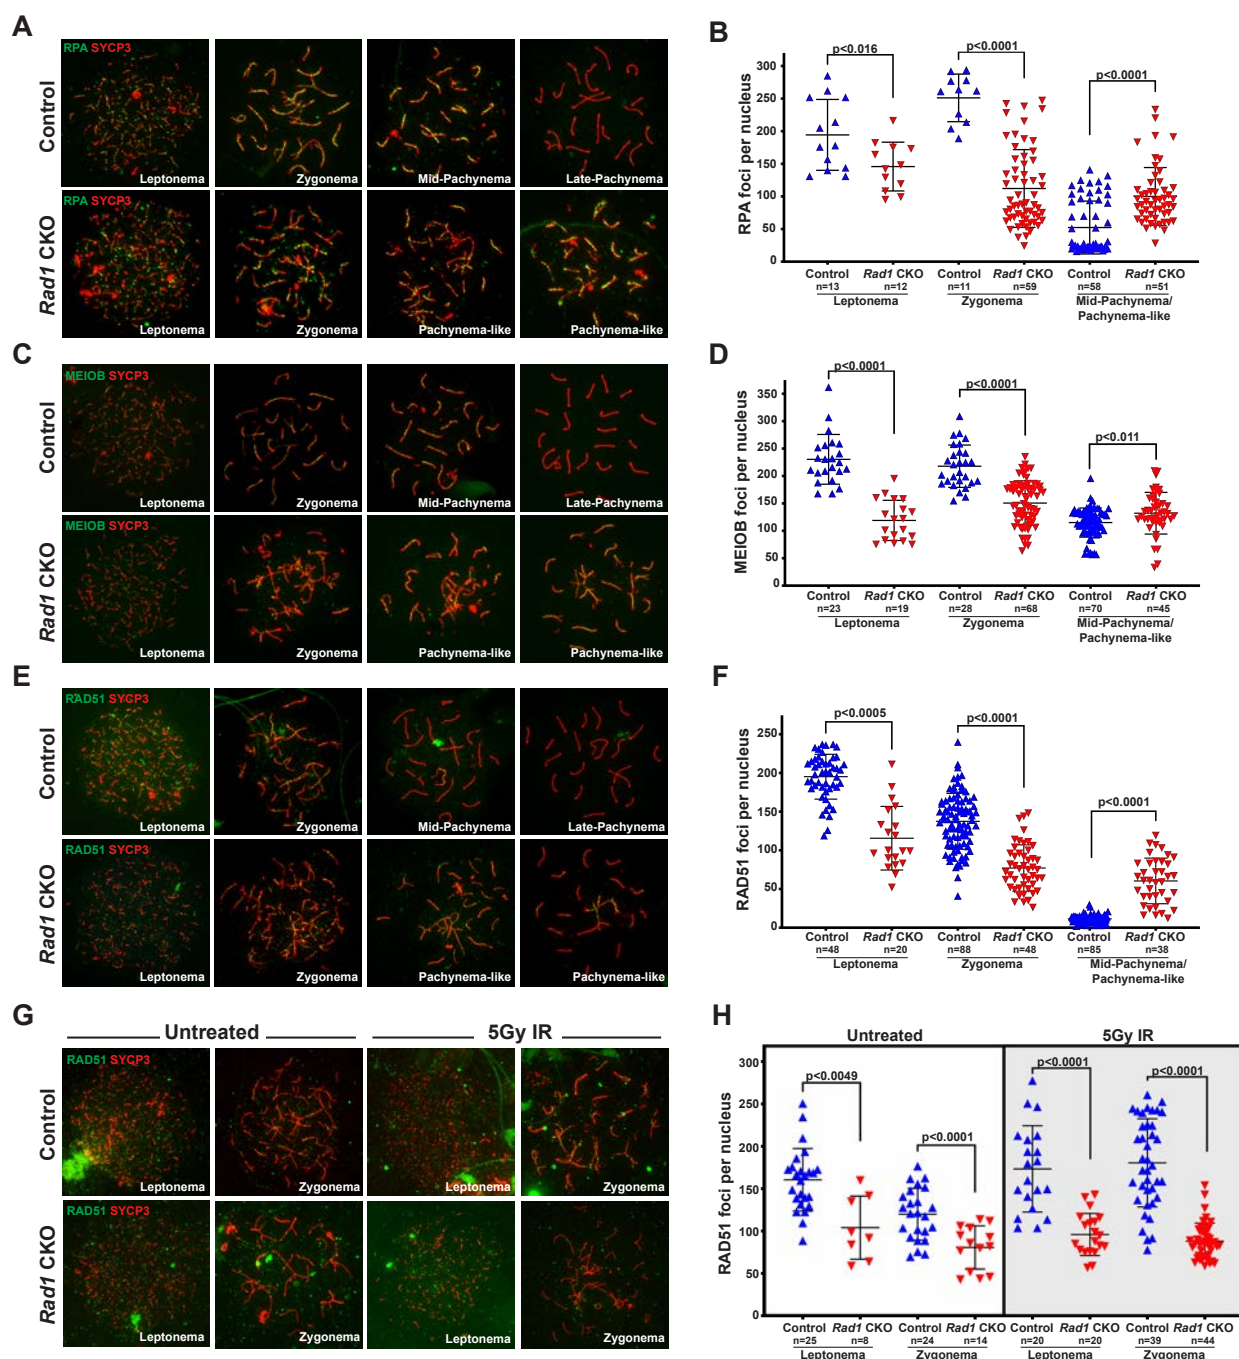 A
RPA SYCP3
Control
Leptonema
Zygonema
Mid-Pachynema
Late-Pachynema
RPA SYCP3
Rad1 CKO
Leptonema
Zygonema
Pachynema-like
Pachynema-like
B
RPA foci per nucleus
300
250
200
150
100
50
0
p<0.016
p<0.0001
p<0.0001
Control Rad1 CKO Control Rad1 CKO Control Rad1 CKO
n=13 n=12 n=11 n=59 n=58 n=51
Leptonema Zygonema Mid-Pachynema/
Pachynema-like
C
MEIOB SYCP3
Control
Leptonema
Zygonema
Mid-Pachynema
Late-Pachynema
MEIOB SYCP3
Rad1 CKO
Leptonema
Zygonema
Pachynema-like
Pachynema-like
D
MEIOB foci per nucleus
350
300
250
200
150
100
50
0
p<0.0001
p<0.0001
p<0.011
Control Rad1 CKO Control Rad1 CKO Control Rad1 CKO
n=23 n=19 n=28 n=68 n=70 n=45
Leptonema Zygonema Mid-Pachynema/
Pachynema-like
E
RAD51 SYCP3
Control
Leptonema
Zygonema
Mid-Pachynema
Late-Pachynema
RAD51 SYCP3
Rad1 CKO
Leptonema
Zygonema
Pachynema-like
Pachynema-like
F
RAD51 foci per nucleus
250
200
150
100
50
0
p<0.0005
p<0.0001
p<0.0001
Control Rad1 CKO Control Rad1 CKO Control Rad1 CKO
n=48 n=20 n=88 n=48 n=85 n=38
Leptonema Zygonema Mid-Pachynema/
Pachynema-like
G
Untreated 5Gy IR
RAD51 SYCP3
Control
Leptonema
Zygonema
Leptonema
Zygonema
RAD51 SYCP3
Rad1 CKO
Leptonema
Zygonema
Leptonema
Zygonema
H
Untreated 5Gy IR
RAD51 foci per nucleus
300
250
200
150
100
50
0
p<0.0049
p<0.0001
p<0.0001
p<0.0001
Control Rad1 CKO Control Rad1 CKO Control Rad1 CKO Control Rad1 CKO
n=25 n=8 n=24 n=14 n=20 n=20 n=39 n=44
Leptonema Zygonema Leptonema Zygonema